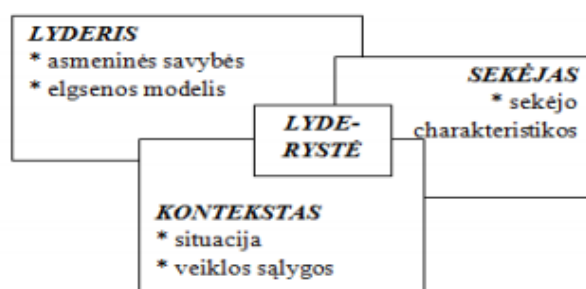 LYDERIS
* asmeninės savybės
* elgsenos modelis
SEKĖJAS
* sekėjo
charakteristikos
LYDE-
RYSTĖ
KONTEKSTAS
* situacija
* veiklos sąlygos